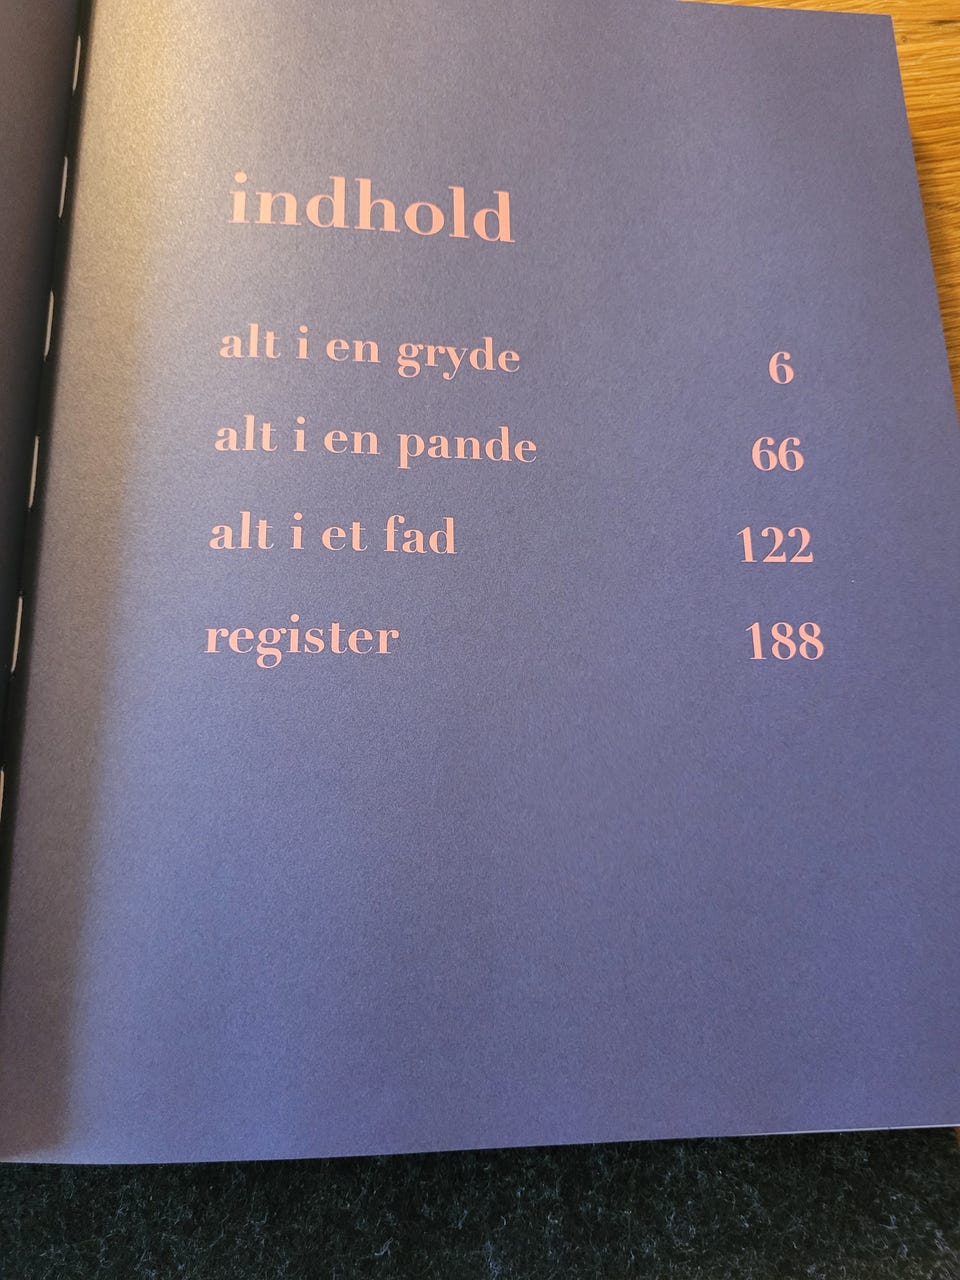 indhold
alt i en gryde 6
alt i en pande 66
alt i et fad 122
register 188